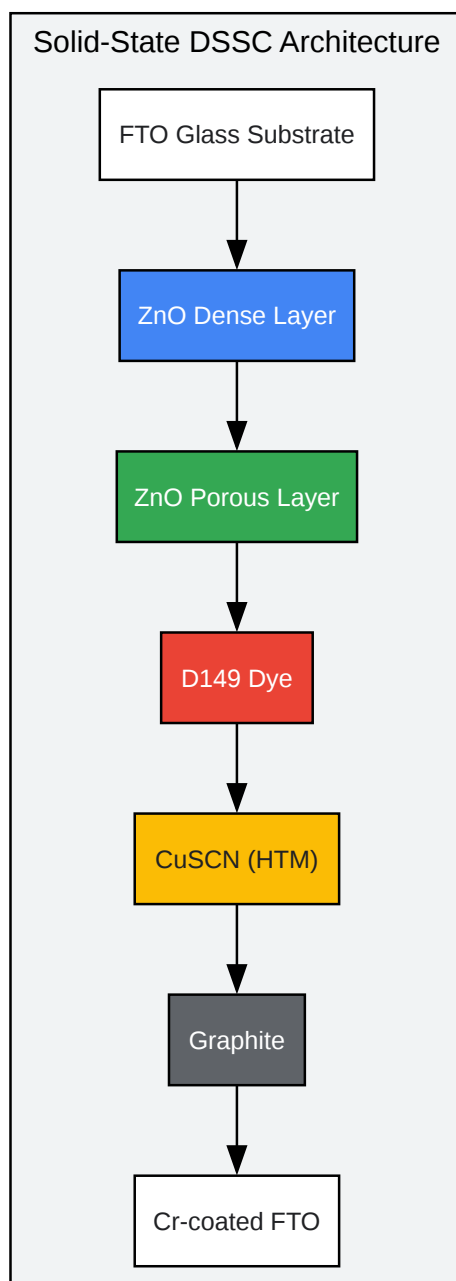 Solid-State DSSC Architecture
FTO Glass Substrate
ZnO Dense Layer
ZnO Porous Layer
D149 Dye
CuSCN (HTM)
Graphite
Cr-coated FTO